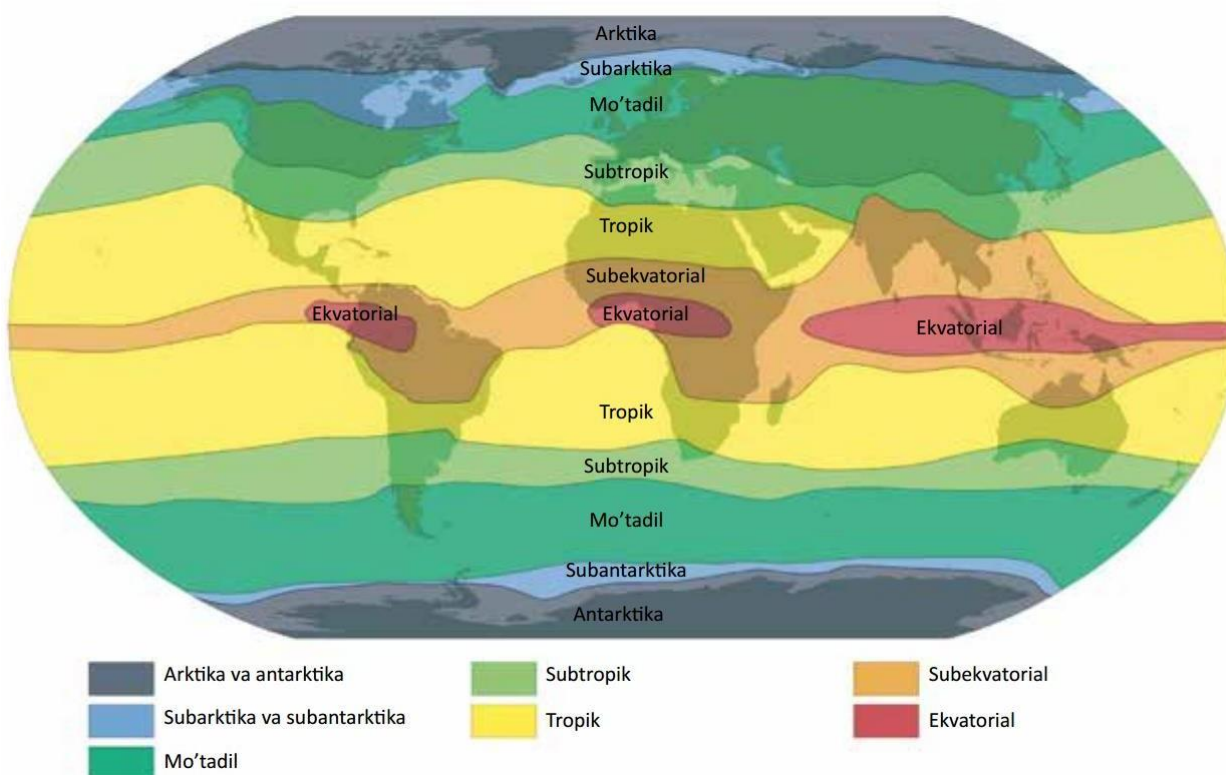 Arktika
Subarktika
Mo’tadil
Subtropik
Tropik
Subekvatorial
Ekvatorial
Ekvatorial
Ekvatorial
Tropik
Subtropik
Mo’tadil
Subantarktika
Antarktika
Arktika va antarktika
Subtropik
Subekvatorial
Subarktika va subantarktika
Tropik
Ekvatorial
Mo’tadil